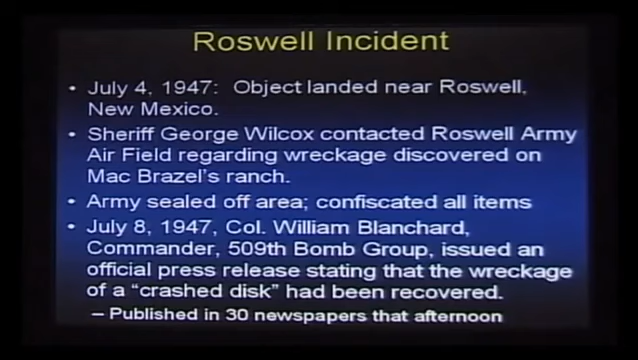 Roswell Incident
• July 4, 1947: Object landed near Roswell,
New Mexico.
• Sheriff George Wilcox contacted Roswell Army
Air Field regarding wreckage discovered on
Mac Brazel's ranch.
• Army sealed off area; confiscated all items
• July 8, 1947, Col. William Blanchard,
Commander, 509th Bomb Group, issued an
official press release stating that the wreckage
of a "crashed disk" had been recovered.
– Published in 30 newspapers that afternoon